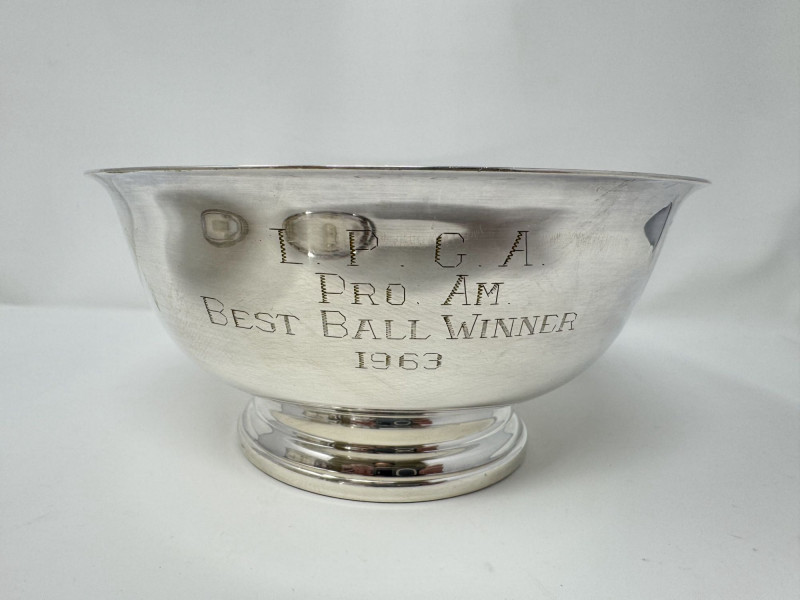 L. P. G. A.
PRO. AM.
BEST BALL WINNER
1963